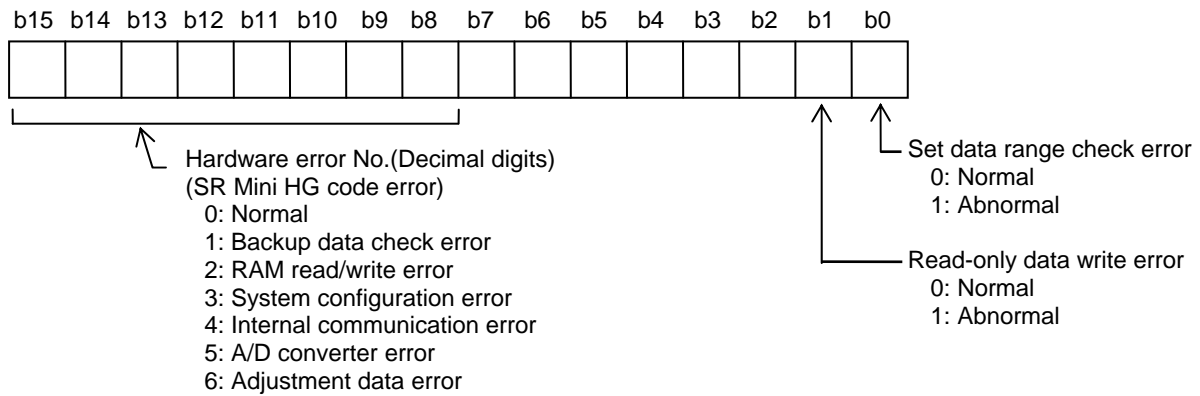 b15 b14 b13 b12 b11 b10 b9 b8 b7 b6 b5 b4 b3 b2 b1 b0
Hardware error No.(Decimal digits)
(SR Mini HG code error)
0: Normal
1: Backup data check error
2: RAM read/write error
3: System configuration error
4: Internal communication error
5: A/D converter error
6: Adjustment data error
Set data range check error
0: Normal
1: Abnormal
Read-only data write error
0: Normal
1: Abnormal